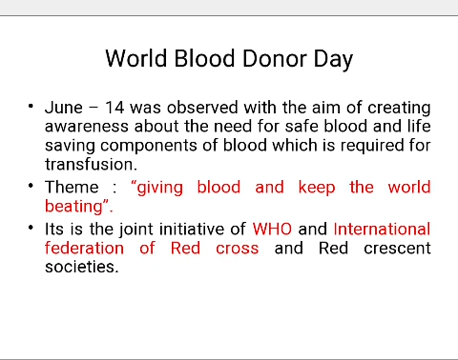 World Blood Donor Day
• June – 14 was observed with the aim of creating
awareness about the need for safe blood and life
saving components of blood which is required for
transfusion.
• Theme : “giving blood and keep the world
beating”.
• Its is the joint initiative of WHO and International
federation of Red cross and Red crescent
societies.